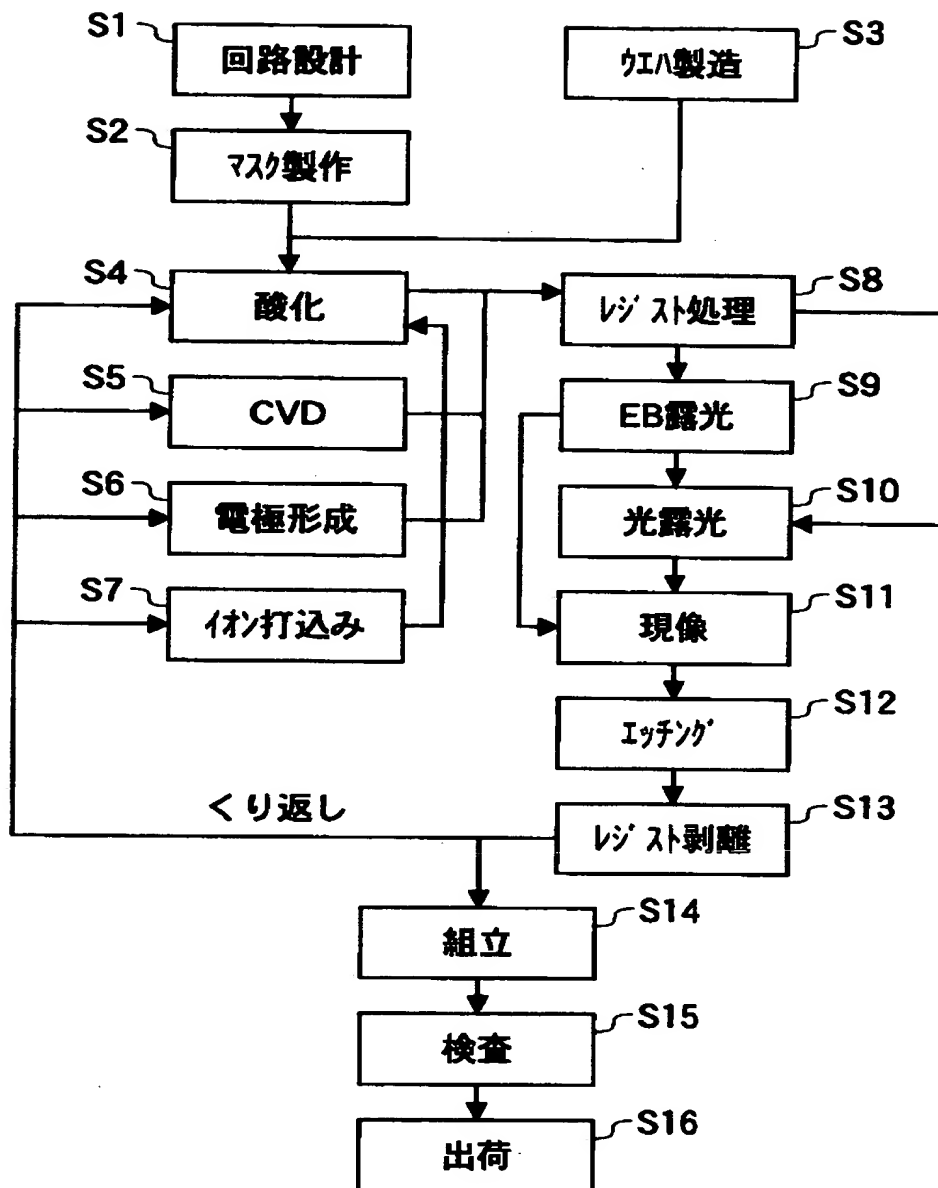 S1
回路設計
S3
ウエハ製造
S2
マスク製作
S4
酸化
S8
レジスト処理
S5
CVD
S9
EB露光
S6
電極形成
S10
光露光
S7
イオン打込み
S11
現像
S12
エッチング
くり返し
S13
レジスト剥離
S14
組立
S15
検査
S16
出荷